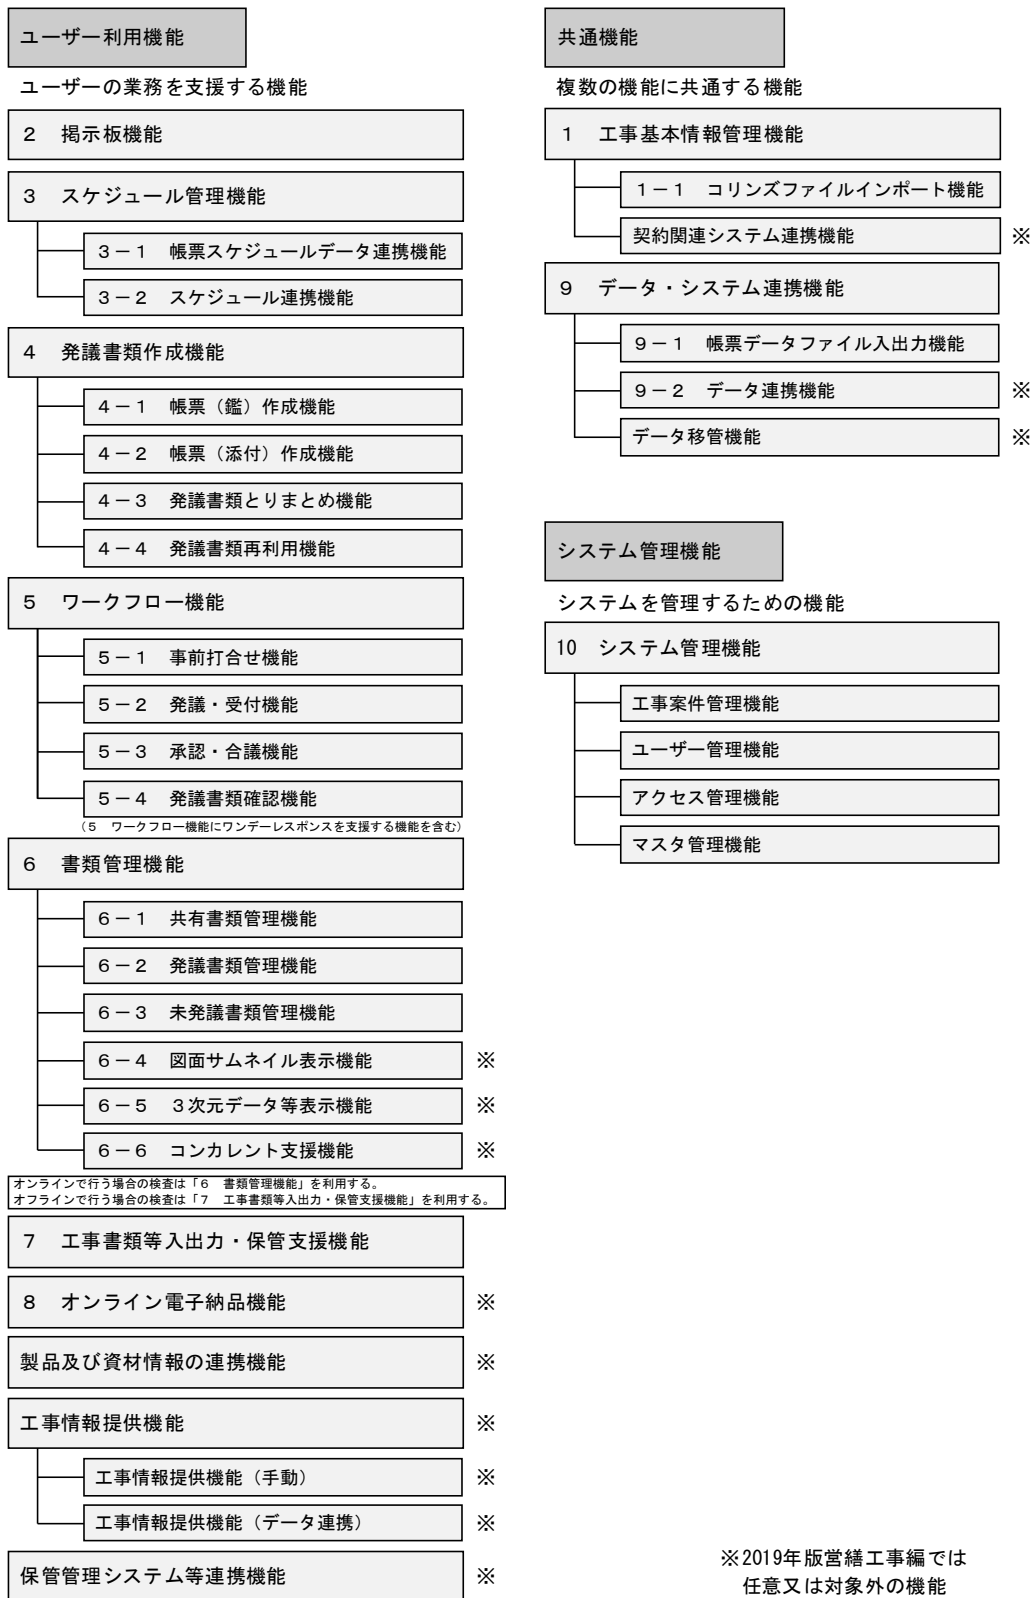 ユーザー利用機能
ユーザーの業務を支援する機能
2 掲示板機能
3 スケジュール管理機能
3-1 帳票スケジュールデータ連携機能
3-2 スケジュール連携機能
4 発議書類作成機能
4-1 帳票(鑑)作成機能
4-2 帳票(添付)作成機能
4-3 発議書類とりまとめ機能
4-4 発議書類再利用機能
5 ワークフロー機能
5-1 事前打合せ機能
5-2 発議・受付機能
5-3 承認・合議機能
5-4 発議書類確認機能
(5 ワークフロー機能にワンデーレスポンスを支援する機能を含む)
6 書類管理機能
6-1 共有書類管理機能
6-2 発議書類管理機能
6-3 未発議書類管理機能
6-4 図面サムネイル表示機能 ※
6-5 3次元データ等表示機能 ※
6-6 コンカレント支援機能 ※
オンラインで行う場合の検査は「6 書類管理機能」を利用する。
オフラインで行う場合の検査は「7 工事書類等入出力・保管支援機能」を利用する。
7 工事書類等入出力・保管支援機能
8 オンライン電子納品機能 ※
製品及び資材情報の連携機能 ※
工事情報提供機能 ※
工事情報提供機能(手動) ※
工事情報提供機能(データ連携) ※
保管管理システム等連携機能 ※
共通機能
複数の機能に共通する機能
1 工事基本情報管理機能
1-1 コリンズファイルインポート機能
契約関連システム連携機能 ※
9 データ・システム連携機能
9-1 帳票データファイル入出力機能
9-2 データ連携機能 ※
データ移管機能 ※
システム管理機能
システムを管理するための機能
10 システム管理機能
工事案件管理機能
ユーザー管理機能
アクセス管理機能
マスタ管理機能
※2019年版営繕工事編では
任意又は対象外の機能